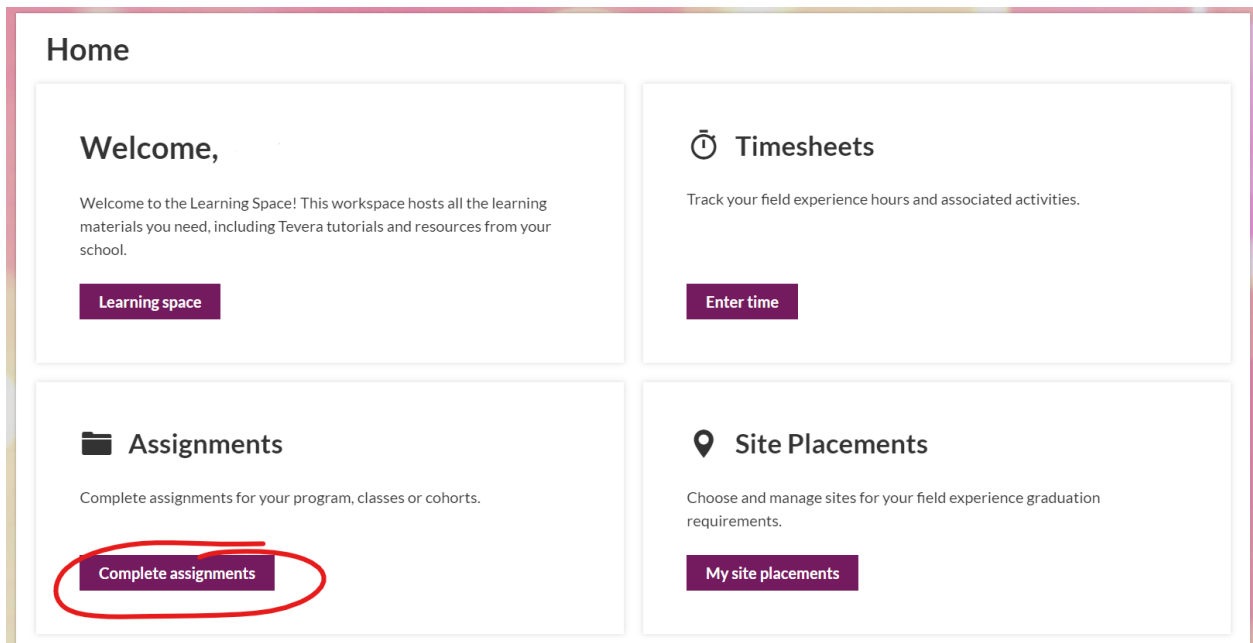 Home
Welcome,
Welcome to the Learning Space! This workspace hosts all the learning
materials you need, including Tevera tutorials and resources from your
school.
Learning space
Timesheets
Track your field experience hours and associated activities.
Enter time
Assignments
Complete assignments for your program, classes or cohorts.
Complete assignments
Site Placements
Choose and manage sites for your field experience graduation
requirements.
My site placements